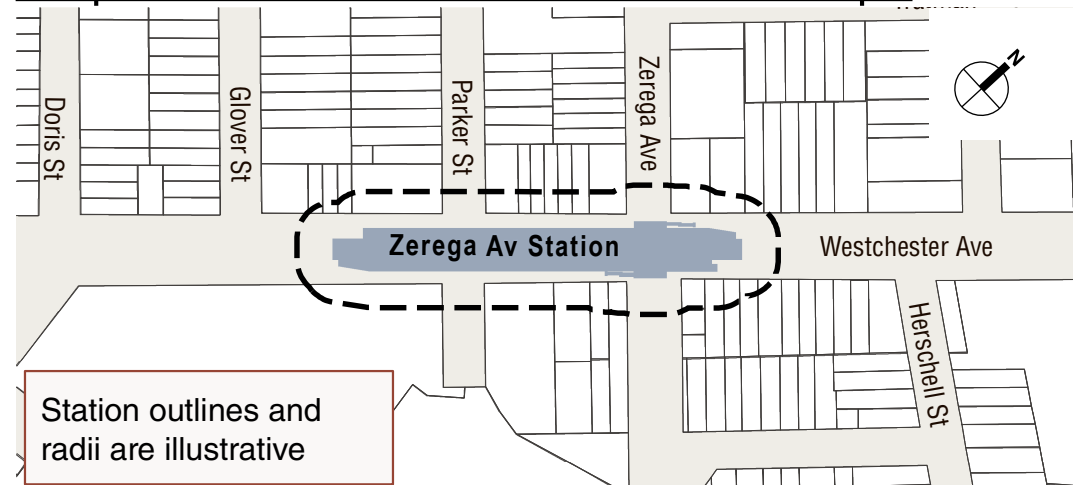 N
Doris St
Glover St
Parker St
Zerega Ave
Zerega Av Station
Westchester Ave
Herschell St
Station outlines and
radii are illustrative